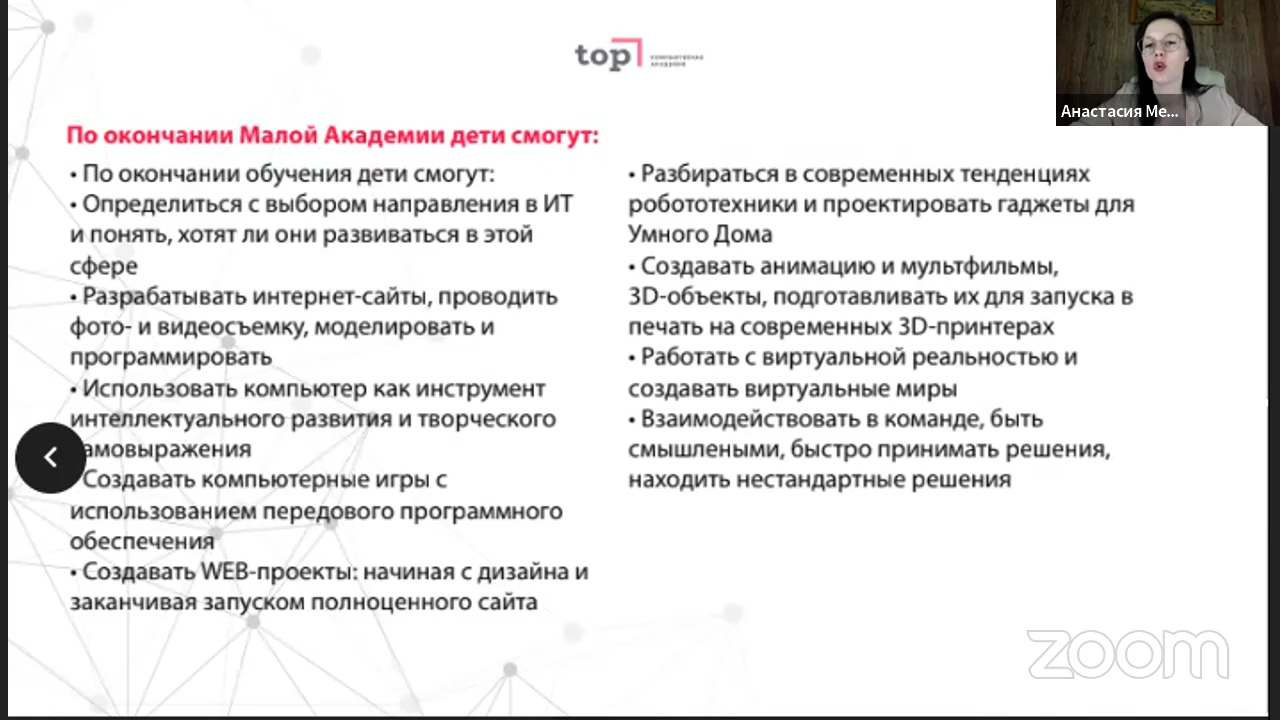 top
КОМПЬЮТЕРНАЯ
АКАДЕМИЯ
Анастасия Ме...
По окончании Малой Академии дети смогут:
• По окончании обучения дети смогут:
• Определиться с выбором направления в ИТ
и понять, хотят ли они развиваться в этой
сфере
• Разрабатывать интернет-сайты, проводить
фото- и видеосъемку, моделировать и
программировать
• Использовать компьютер как инструмент
интеллектуального развития и творческого
амовыражения
Создавать компьютерные игры с
использованием передового программного
обеспечения
• Создавать WEB-проекты: начиная с дизайна и
заканчивая запуском полноценного сайта
• Разбираться в современных тенденциях
робототехники и проектировать гаджеты для
Умного Дома
• Создавать анимацию и мультфильмы,
3D-объекты, подготавливать их для запуска в
печать на современных 3D-принтерах
• Работать с виртуальной реальностью и
создавать виртуальные миры
• Взаимодействовать в команде, быть
смышлеными, быстро принимать решения,
находить нестандартные решения
zoom